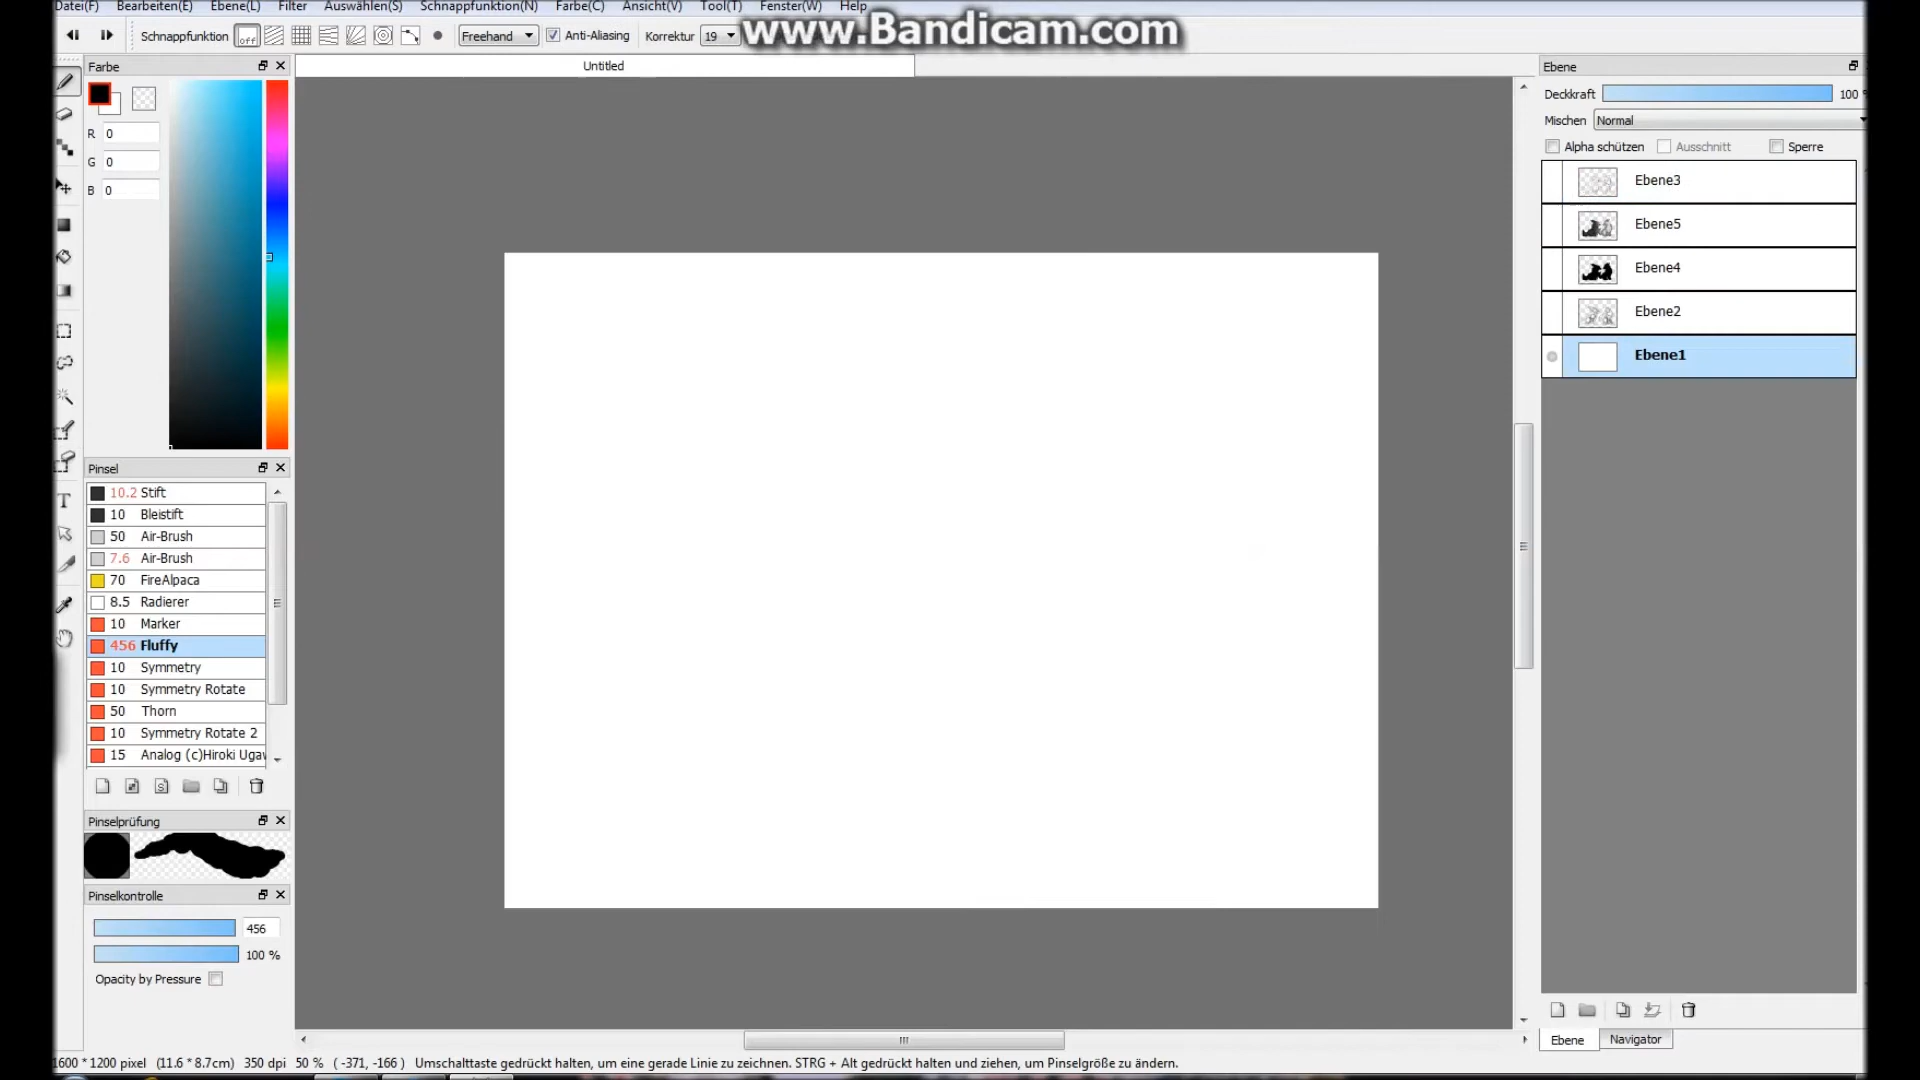 Datei(F) Bearbeiten(E) Ebene(L) Filter Auswählen(S) Schnappfunktion(N) Farbe(C) Ansicht(V) Tool(T) Fenster(W) Help
www.Bandicam.com
Schnappfunktion off Freehand Anti-Aliasing Korrektur 19
Farbe
Untitled
Ebene
R 0
G 0
B 0
Deckkraft 100
Mischen Normal
Alpha schützen Ausschnitt Sperre
Ebene3
Ebene5
Ebene4
Ebene2
Ebene1
Pinsel
10.2 Stift
10 Bleistift
50 Air-Brush
7.6 Air-Brush
70 FireAlpaca
8.5 Radierer
10 Marker
456 Fluffy
10 Symmetry
10 Symmetry Rotate
50 Thorn
10 Symmetry Rotate 2
15 Analog (c)Hiroki Ugaw
S
T
Pinselprüfung
Pinselkontrolle
456
100 %
Opacity by Pressure
Ebene Navigator
1600 * 1200 pixel (11.6 * 8.7cm) 350 dpi 50 % ( -371, -166 ) Umschalttaste gedrückt halten, um eine gerade Linie zu zeichnen. STRG + Alt gedrückt halten und ziehen, um Pinselgröße zu ändern.